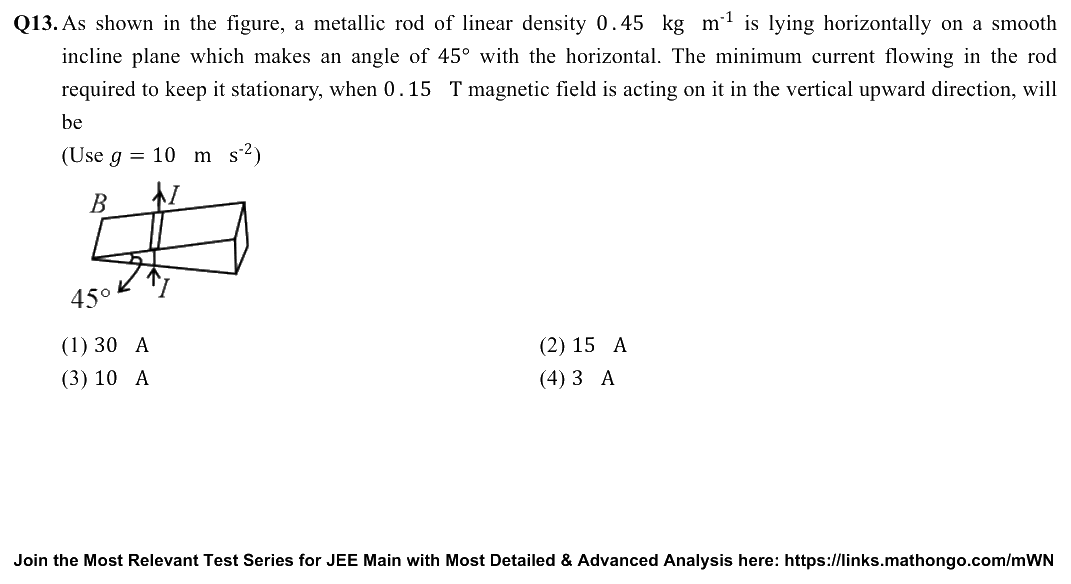 Q13. As shown in the figure, a metallic rod of linear density 0.45 kg m⁻¹ is lying horizontally on a smooth
incline plane which makes an angle of 45° with the horizontal. The minimum current flowing in the rod
required to keep it stationary, when 0.15 T magnetic field is acting on it in the vertical upward direction, will
be
(Use g = 10 m s⁻²)
B I
45° I
(1) 30 A (2) 15 A
(3) 10 A (4) 3 A
Join the Most Relevant Test Series for JEE Main with Most Detailed & Advanced Analysis here: https://links.mathongo.com/mWN